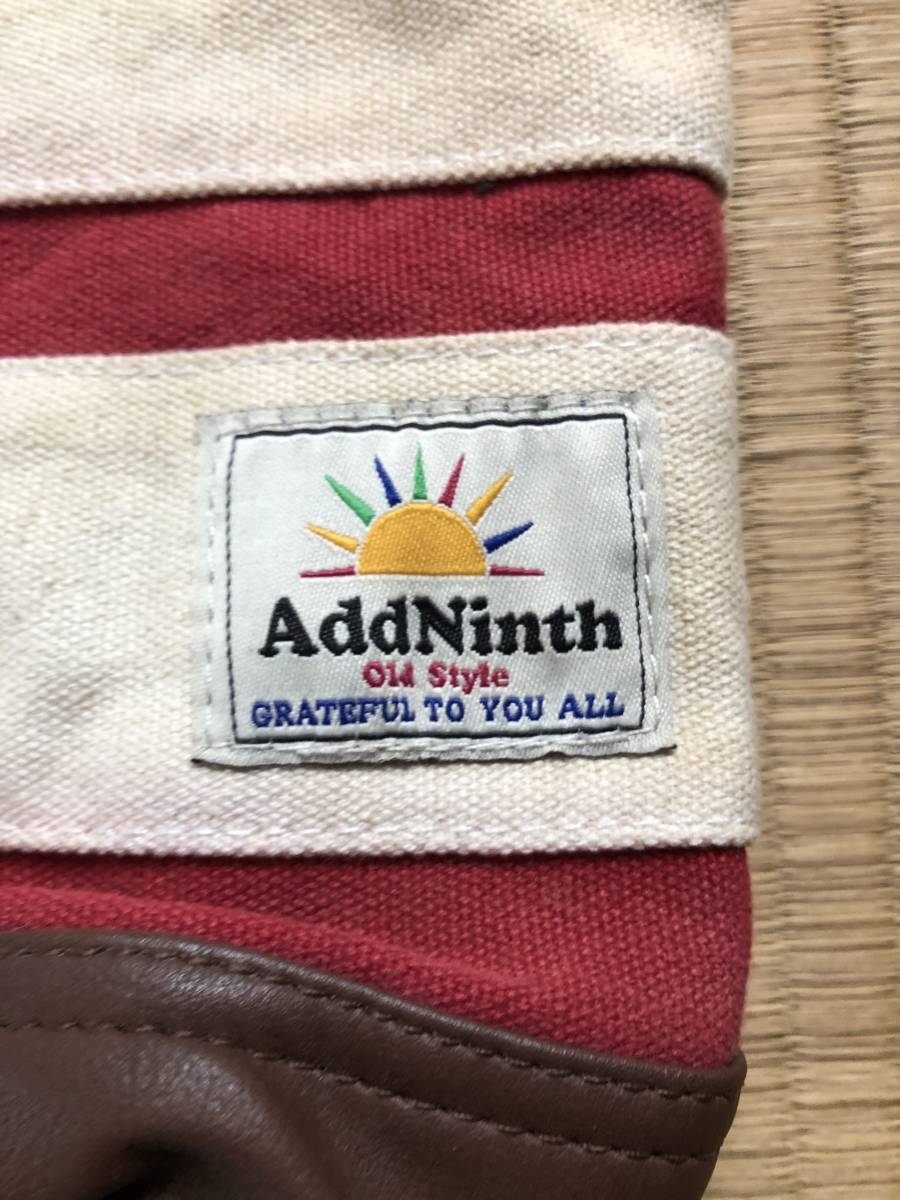 AddNinth
Old Style
GRATEFUl TO YOU ALL